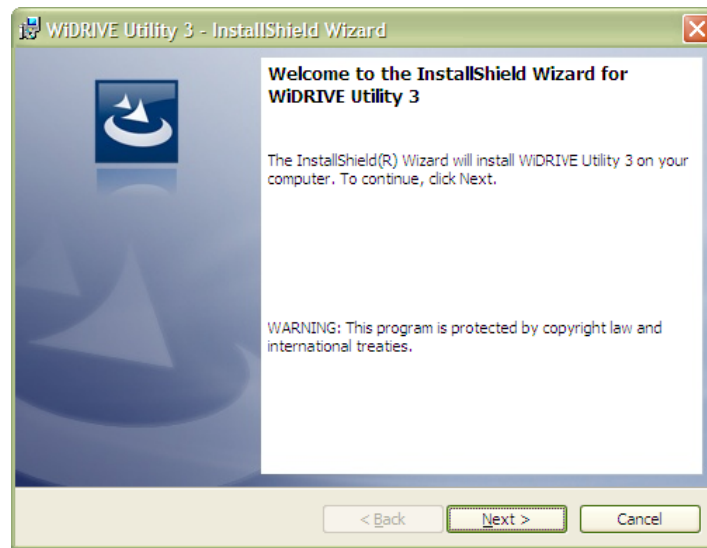 WiDRIVE Utility 3 - InstallShield Wizard
Welcome to the InstallShield Wizard for
WiDRIVE Utility 3
The InstallShield(R) Wizard will install WiDRIVE Utility 3 on your
computer. To continue, click Next.
WARNING: This program is protected by copyright law and
international treaties.
< Back
Next >
Cancel